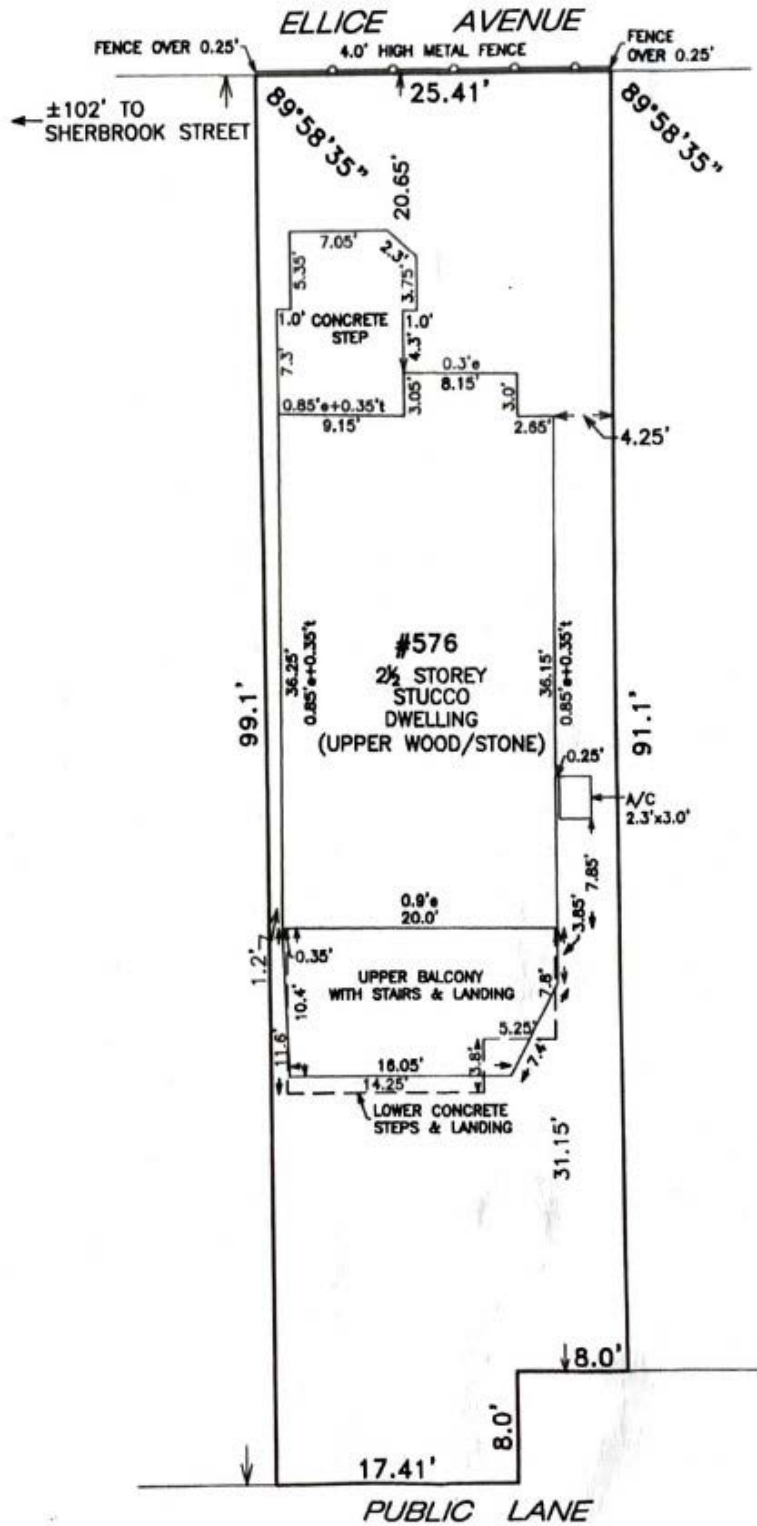 ELLICE AVENUE
FENCE OVER 0.25'
4.0' HIGH METAL FENCE
FENCE
OVER 0.25'
25.41'
±102' TO
SHERBROOK STREET
89°58'35"
89°58'35"
20.65'
7.05'
2.3'
5.35'
3.75'
1.0'
CONCRETE
STEP
1.0'
7.3'
4.3'
0.3'e
8.15'
0.85'e+0.35't
9.15'
3.05'
3.0'
2.65'
4.25'
#576
2½ STOREY
STUCCO
DWELLING
(UPPER WOOD/STONE)
36.25'
0.85'e+0.35't
36.15'
0.85'e+0.35't
99.1'
91.1'
0.25'
A/C
2.3'x3.0'
7.85'
0.9'e
20.0'
3.85'
1.2'
0.35'
UPPER BALCONY
WITH STAIRS & LANDING
10.4'
7.8'
11.6'
5.25'
3.8'
7.4'
16.05'
14.25'
LOWER CONCRETE
STEPS & LANDING
31.15'
8.0'
8.0'
17.41'
PUBLIC LANE